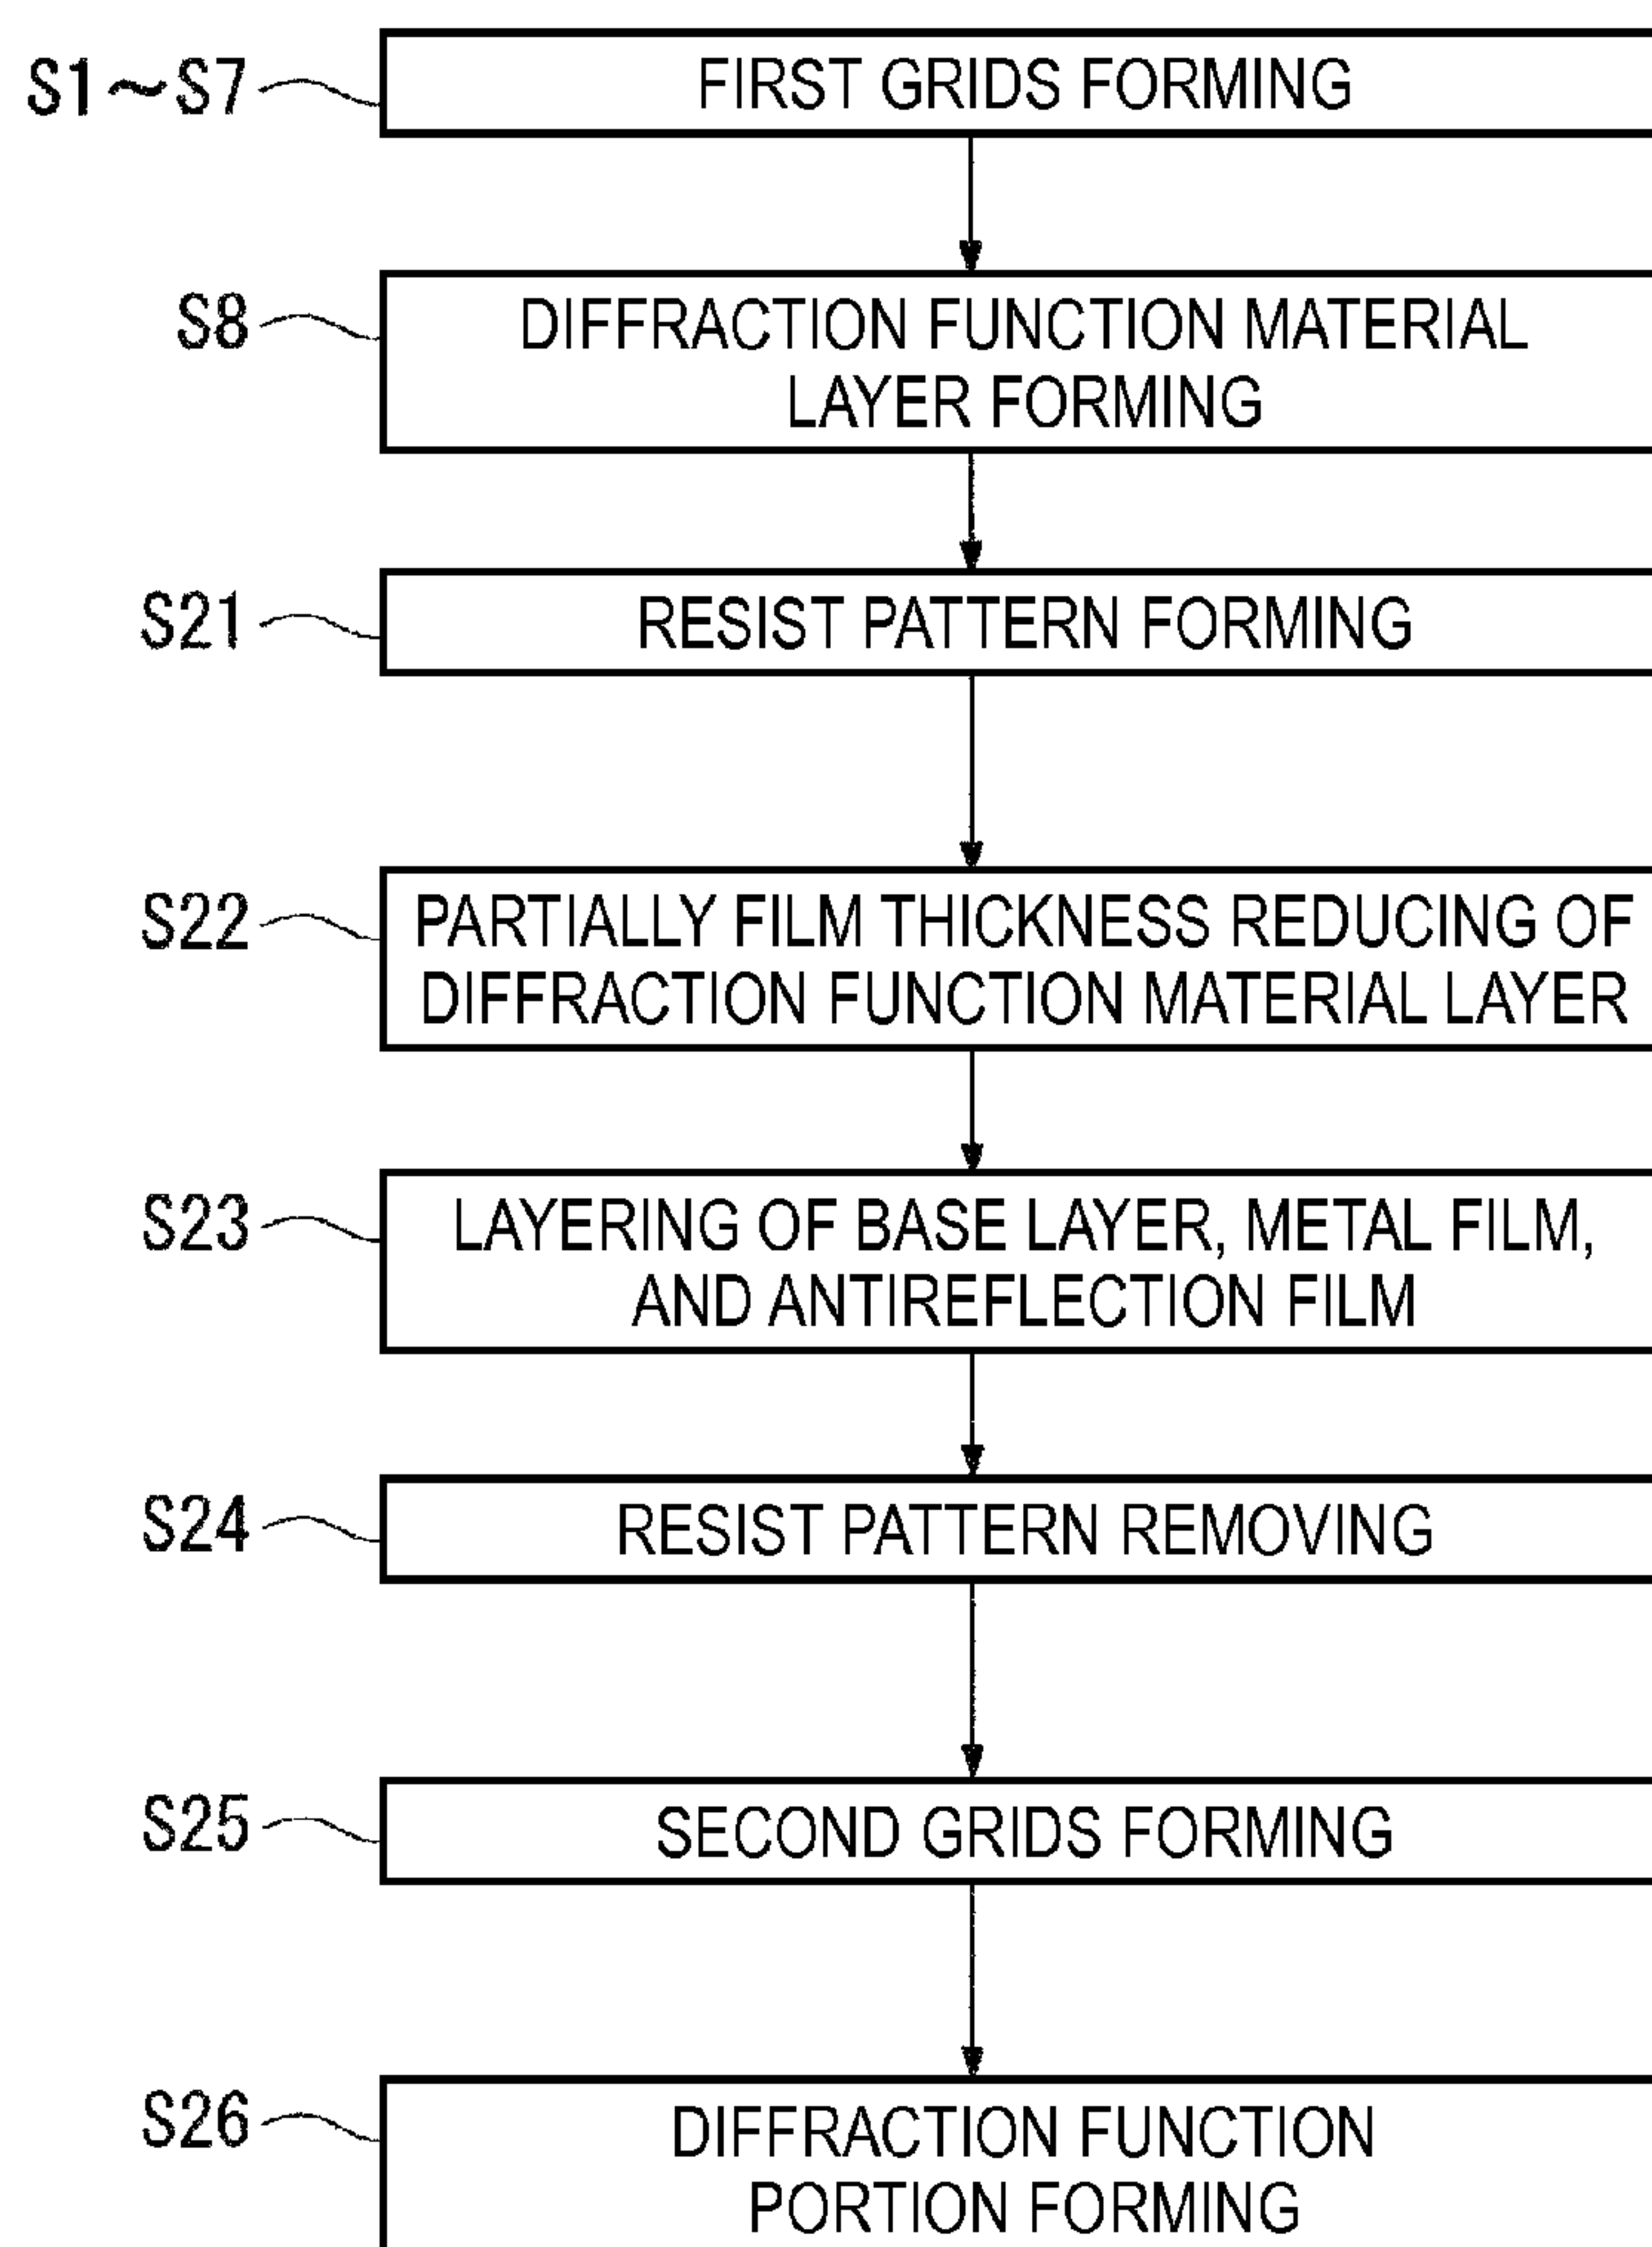 S1~S7
FIRST GRIDS FORMING
S8
DIFFRACTION FUNCTION MATERIAL
LAYER FORMING
S21
RESIST PATTERN FORMING
S22
PARTIALLY FILM THICKNESS REDUCING OF
DIFFRACTION FUNCTION MATERIAL LAYER
S23
LAYERING OF BASE LAYER, METAL FILM,
AND ANTIREFLECTION FILM
S24
RESIST PATTERN REMOVING
S25
SECOND GRIDS FORMING
S26
DIFFRACTION FUNCTION
PORTION FORMING